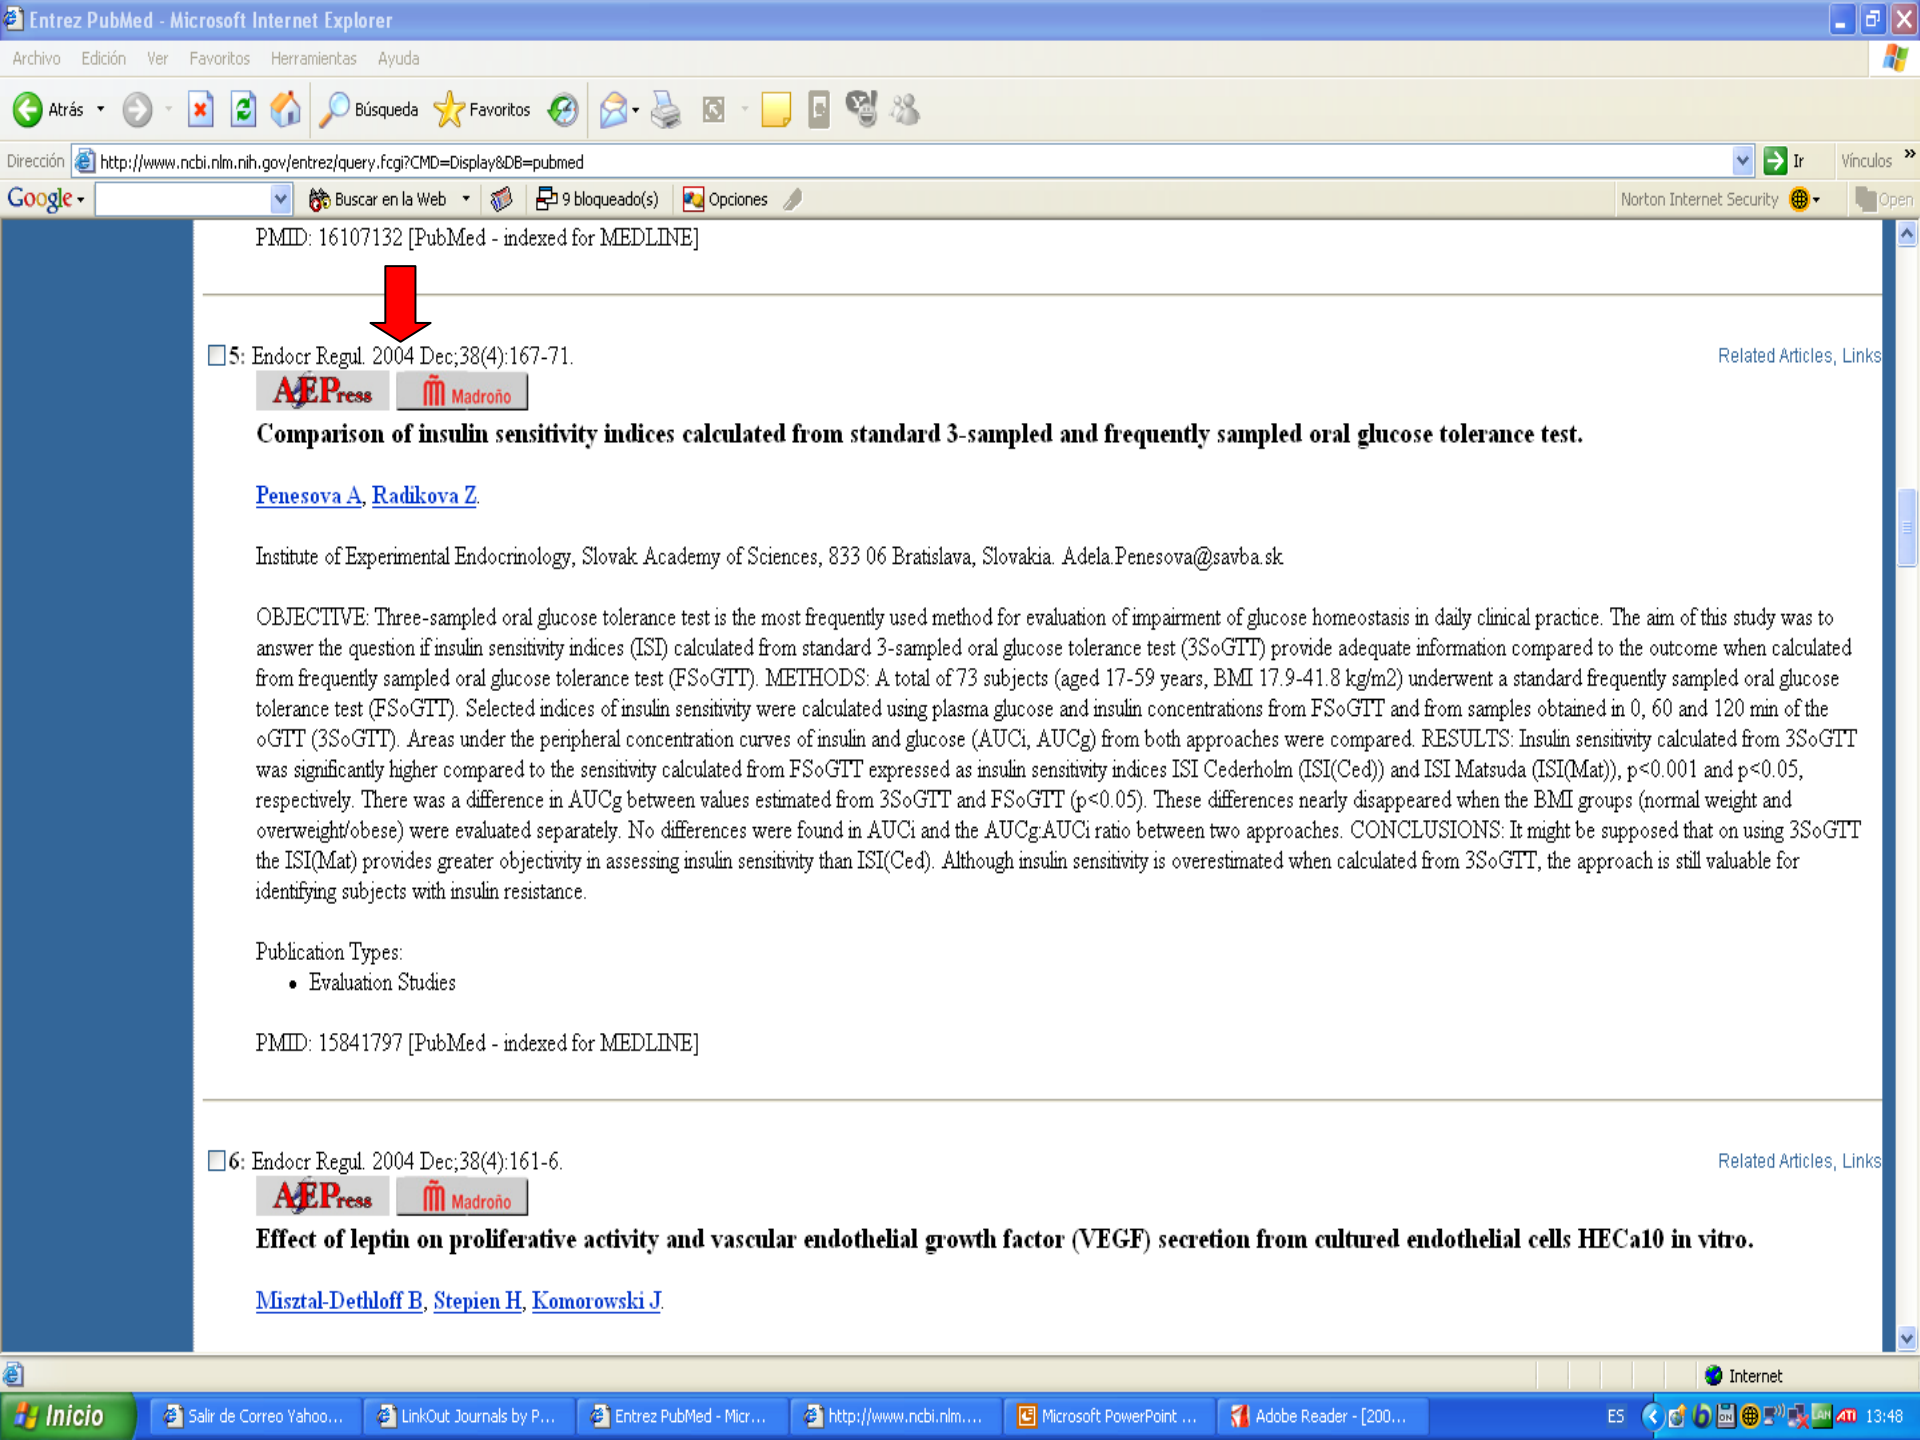 Entrez PubMed - Microsoft Internet Explorer
Archivo Edición Ver Favoritos Herramientas Ayuda
Atrás Búsqueda Favoritos
Dirección http://www.ncbi.nlm.nih.gov/entrez/query.fcgi?CMD=Display&DB=pubmed Ir Vínculos »
Google Buscar en la Web 9 bloqueado(s) Opciones Norton Internet Security Open
PMID: 16107132 [PubMed - indexed for MEDLINE]
5: Endocr Regul. 2004 Dec;38(4):167-71. Related Articles, Links
AEPress Madroño
Comparison of insulin sensitivity indices calculated from standard 3-sampled and frequently sampled oral glucose tolerance test.
Penesova A, Radikova Z.
Institute of Experimental Endocrinology, Slovak Academy of Sciences, 833 06 Bratislava, Slovakia. Adela.Penesova@savba.sk
OBJECTIVE: Three-sampled oral glucose tolerance test is the most frequently used method for evaluation of impairment of glucose homeostasis in daily clinical practice. The aim of this study was to
answer the question if insulin sensitivity indices (ISI) calculated from standard 3-sampled oral glucose tolerance test (3SoGTT) provide adequate information compared to the outcome when calculated
from frequently sampled oral glucose tolerance test (FSoGTT). METHODS: A total of 73 subjects (aged 17-59 years, BMI 17.9-41.8 kg/m2) underwent a standard frequently sampled oral glucose
tolerance test (FSoGTT). Selected indices of insulin sensitivity were calculated using plasma glucose and insulin concentrations from FSoGTT and from samples obtained in 0, 60 and 120 min of the
oGTT (3SoGTT). Areas under the peripheral concentration curves of insulin and glucose (AUCi, AUCg) from both approaches were compared. RESULTS: Insulin sensitivity calculated from 3SoGTT
was significantly higher compared to the sensitivity calculated from FSoGTT expressed as insulin sensitivity indices ISI Cederholm (ISI(Ced)) and ISI Matsuda (ISI(Mat)), p<0.001 and p<0.05,
respectively. There was a difference in AUCg between values estimated from 3SoGTT and FSoGTT (p<0.05). These differences nearly disappeared when the BMI groups (normal weight and
overweight/obese) were evaluated separately. No differences were found in AUCi and the AUCg:AUCi ratio between two approaches. CONCLUSIONS: It might be supposed that on using 3SoGTT
the ISI(Mat) provides greater objectivity in assessing insulin sensitivity than ISI(Ced). Although insulin sensitivity is overestimated when calculated from 3SoGTT, the approach is still valuable for
identifying subjects with insulin resistance.
Publication Types:
• Evaluation Studies
PMID: 15841797 [PubMed - indexed for MEDLINE]
6: Endocr Regul. 2004 Dec;38(4):161-6. Related Articles, Links
AEPress Madroño
Effect of leptin on proliferative activity and vascular endothelial growth factor (VEGF) secretion from cultured endothelial cells HECa10 in vitro.
Misztal-Dethloff B, Stepien H, Komorowski J.
Internet
Inicio Salir de Correo Yahoo... LinkOut Journals by P... Entrez PubMed - Micr... http://www.ncbi.nlm.... Microsoft PowerPoint ... Adobe Reader - [200... ES ON LAN ATI 13:48